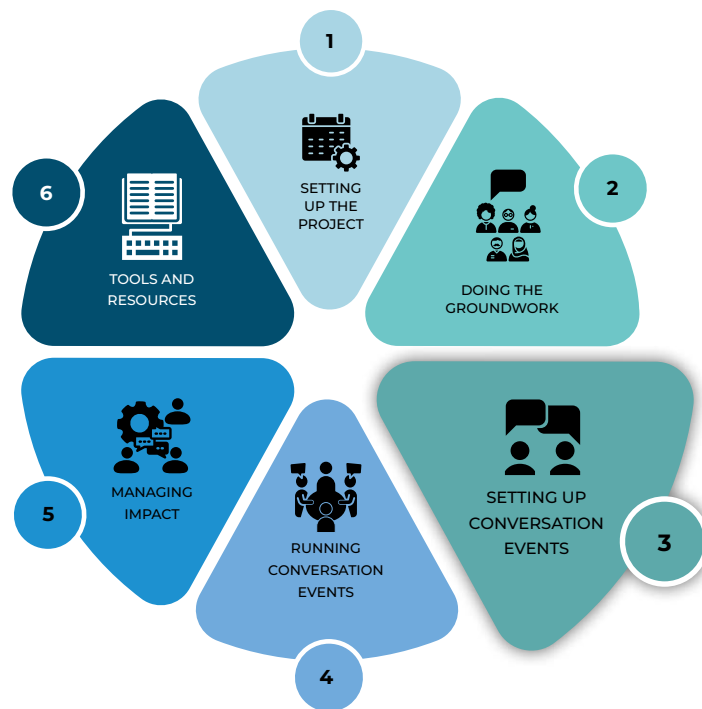 1
SETTING
UP THE
PROJECT
2
DOING THE
GROUNDWORK
3
SETTING UP
CONVERSATION
EVENTS
4
RUNNING
CONVERSATION
EVENTS
5
MANAGING
IMPACT
6
TOOLS AND
RESOURCES